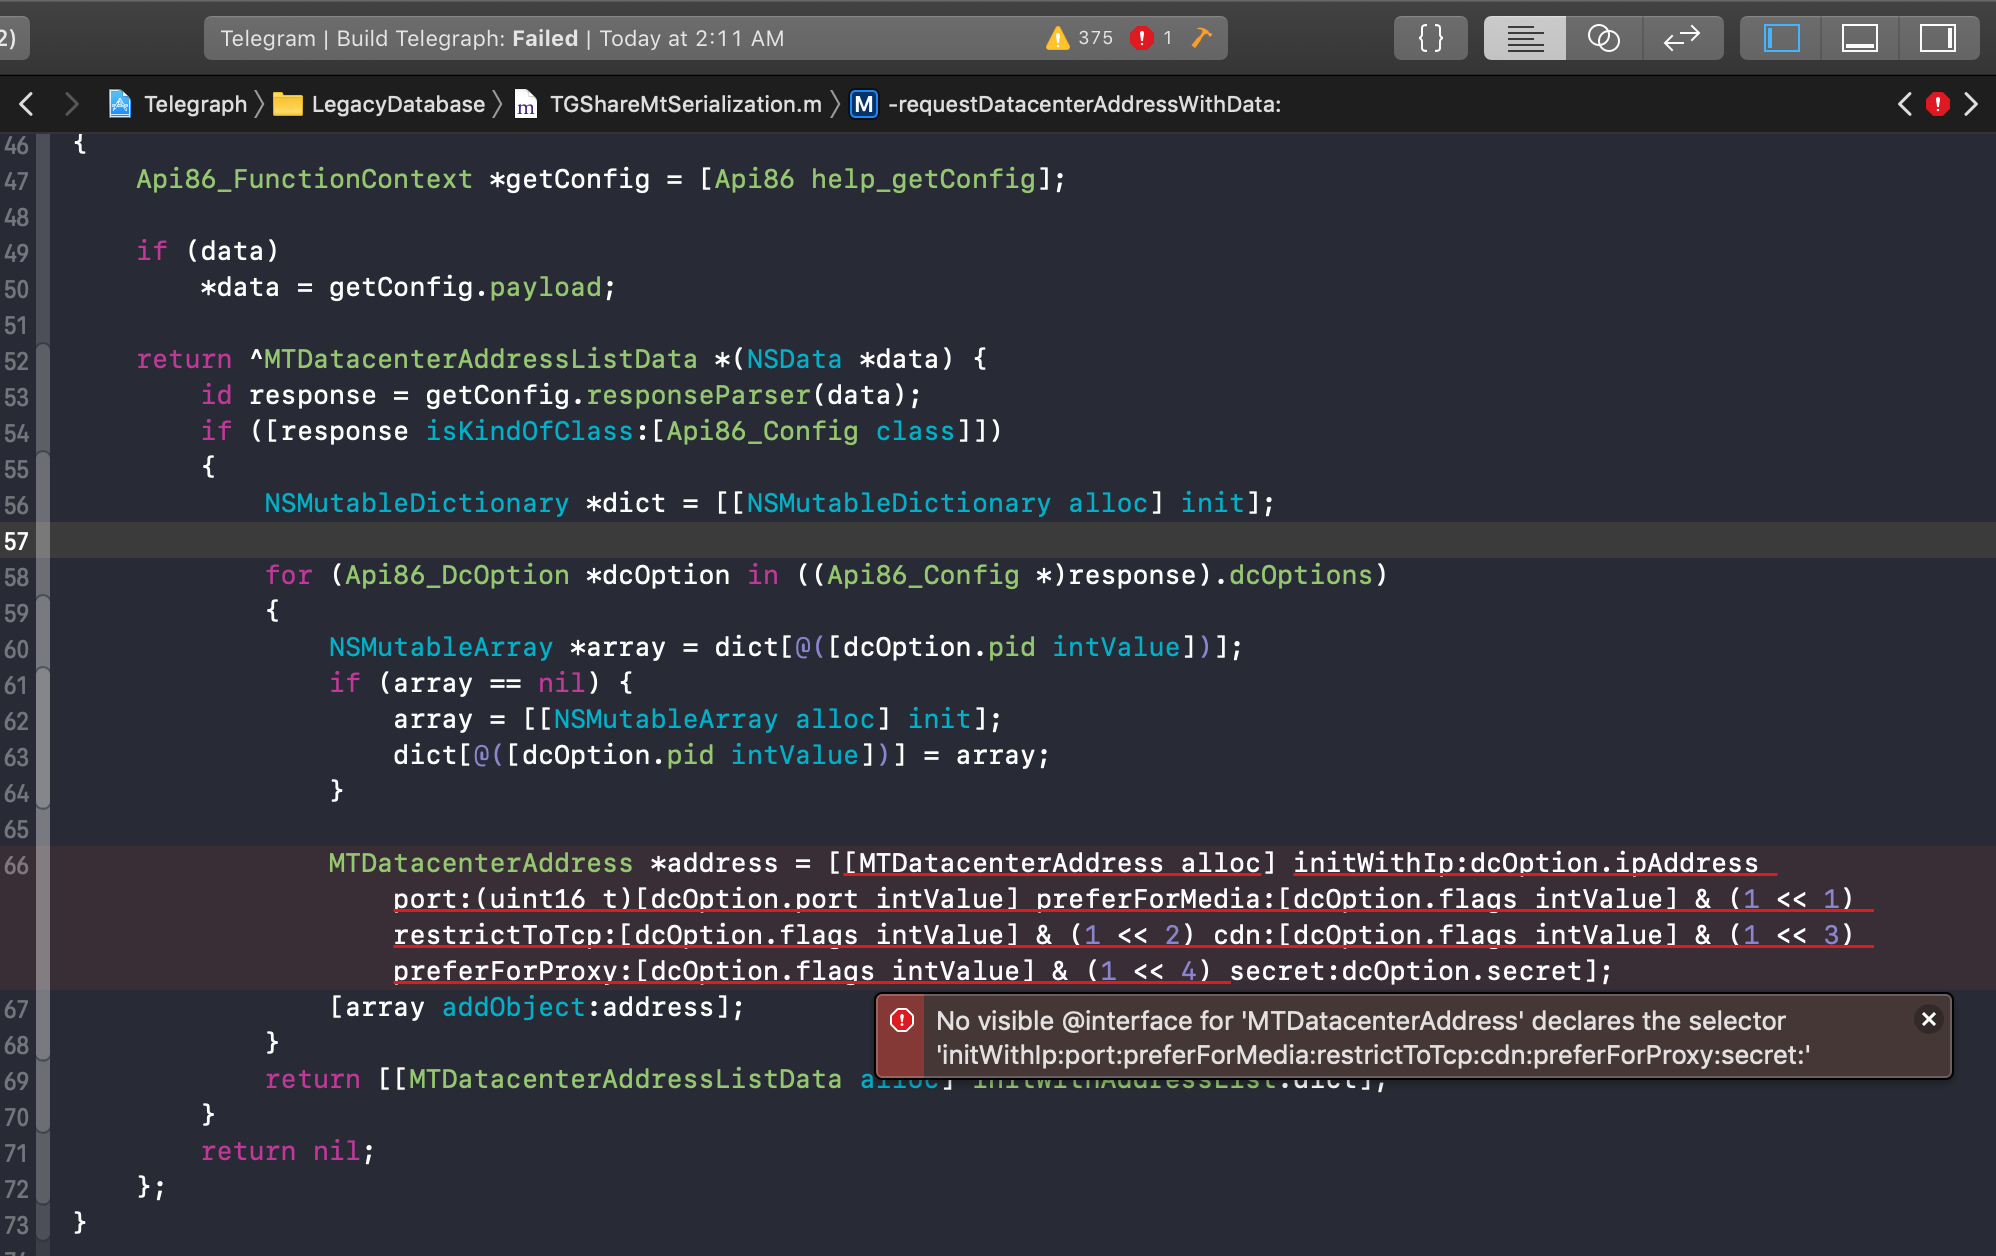 2)
Telegram | Build Telegraph: Failed | Today at 2:11 AM
375
1
{ }
Telegraph
LegacyDatabase
m
TGShareMtSerialization.m
M
-requestDatacenterAddressWithData:
46 {
47 Api86_FunctionContext *getConfig = [Api86 help_getConfig];
48
49 if (data)
50 *data = getConfig.payload;
51
52 return ^MTDatacenterAddressListData *(NSData *data) {
53 id response = getConfig.responseParser(data);
54 if ([response isKindOfClass:[Api86_Config class]])
55 {
56 NSMutableDictionary *dict = [[NSMutableDictionary alloc] init];
57
58 for (Api86_DcOption *dcOption in ((Api86_Config *)response).dcOptions)
59 {
60 NSMutableArray *array = dict[@([dcOption.pid intValue])];
61 if (array == nil) {
62 array = [[NSMutableArray alloc] init];
63 dict[@([dcOption.pid intValue])] = array;
64 }
65
66 MTDatacenterAddress *address = [[MTDatacenterAddress alloc] initWithIp:dcOption.ipAddress
port:(uint16_t)[dcOption.port intValue] preferForMedia:[dcOption.flags intValue] & (1 << 1)
restrictToTcp:[dcOption.flags intValue] & (1 << 2) cdn:[dcOption.flags intValue] & (1 << 3)
preferForProxy:[dcOption.flags intValue] & (1 << 4) secret:dcOption.secret];
67 [array addObject:address];
No visible @interface for 'MTDatacenterAddress' declares the selector
'initWithIp:port:preferForMedia:restrictToTcp:cdn:preferForProxy:secret:'
68 }
69 return [[MTDatacenterAddressListData alloc] initWithAddressList:dict];
70 }
71 return nil;
72 };
73 }